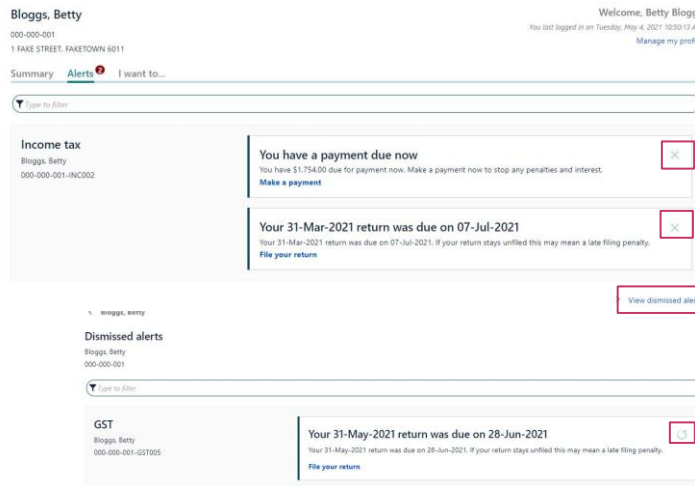 Bloggs, Betty
Welcome, Betty Blogg
000-000-001
You last logged in on Tuesday, May 4, 2021 10:50:13 A
1 FAKE STREET, FAKETOWN 6011
Manage my prof
Summary Alerts 2 I want to...
Type to filter
Income tax
Bloggs, Betty
000-000-001-INC002
You have a payment due now
You have $1,754.00 due for payment now. Make a payment now to stop any penalties and interest.
Make a payment
Your 31-Mar-2021 return was due on 07-Jul-2021
Your 31-Mar-2021 return was due on 07-Jul-2021. If your return stays unfiled this may mean a late filing penalty.
File your return
View dismissed aler
Bloggs, Betty
Dismissed alerts
Bloggs, Betty
000-000-001
Type to filter
GST
Bloggs, Betty
000-000-001-GST005
Your 31-May-2021 return was due on 28-Jun-2021
Your 31-May-2021 return was due on 28-Jun-2021. If your return stays unfiled this may mean a late filing penalty.
File your return